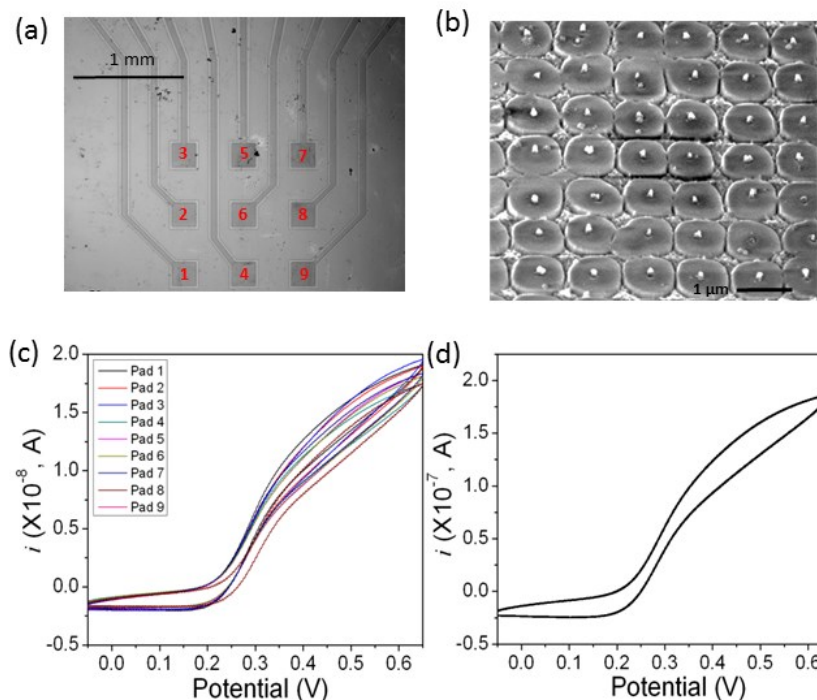 (a)
1 mm
3 5 7
2 6 8
1 4 9
(b)
1 μm
(c)
2.0
1.5
1.0
0.5
0.0
-0.5
i (X10⁻⁸, A)
Pad 1
Pad 2
Pad 3
Pad 4
Pad 5
Pad 6
Pad 7
Pad 8
Pad 9
0.0 0.1 0.2 0.3 0.4 0.5 0.6
Potential (V)
(d)
2.0
1.5
1.0
0.5
0.0
-0.5
i (X10⁻⁷, A)
0.0 0.1 0.2 0.3 0.4 0.5 0.6
Potential (V)